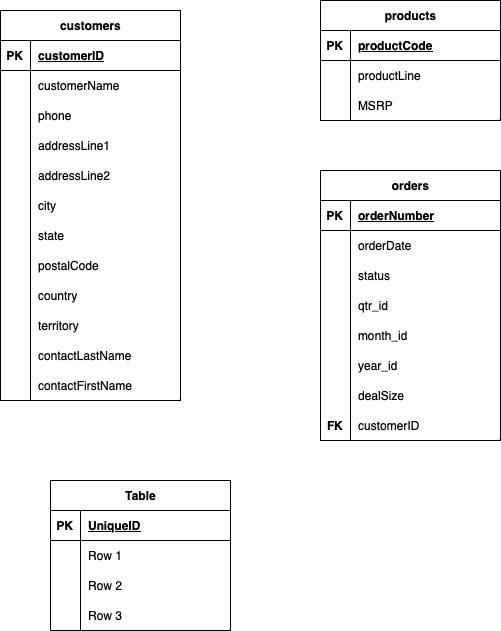 customers
PK customerID
customerName
phone
addressLine1
addressLine2
city
state
postalCode
country
territory
contactLastName
contactFirstName
products
PK productCode
productLine
MSRP
orders
PK orderNumber
orderDate
status
qtr_id
month_id
year_id
dealSize
FK customerID
Table
PK UniqueID
Row 1
Row 2
Row 3